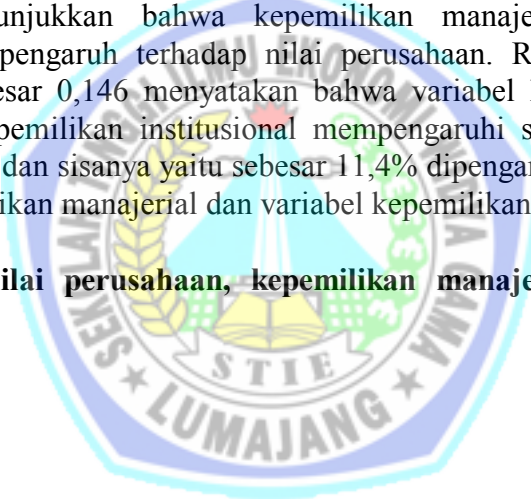 unjukkan bahwa kepemilikan manaje
pengaruh terhadap nilai perusahaan. R
esar 0,146 menyatakan bahwa variabel
pemilikan institusional mempengaruhi s
dan sisanya yaitu sebesar 11,4% dipengar
ikan manajerial dan variabel kepemilikan
ilai perusahaan, kepemilikan manaje
STIE
LUMAJANG